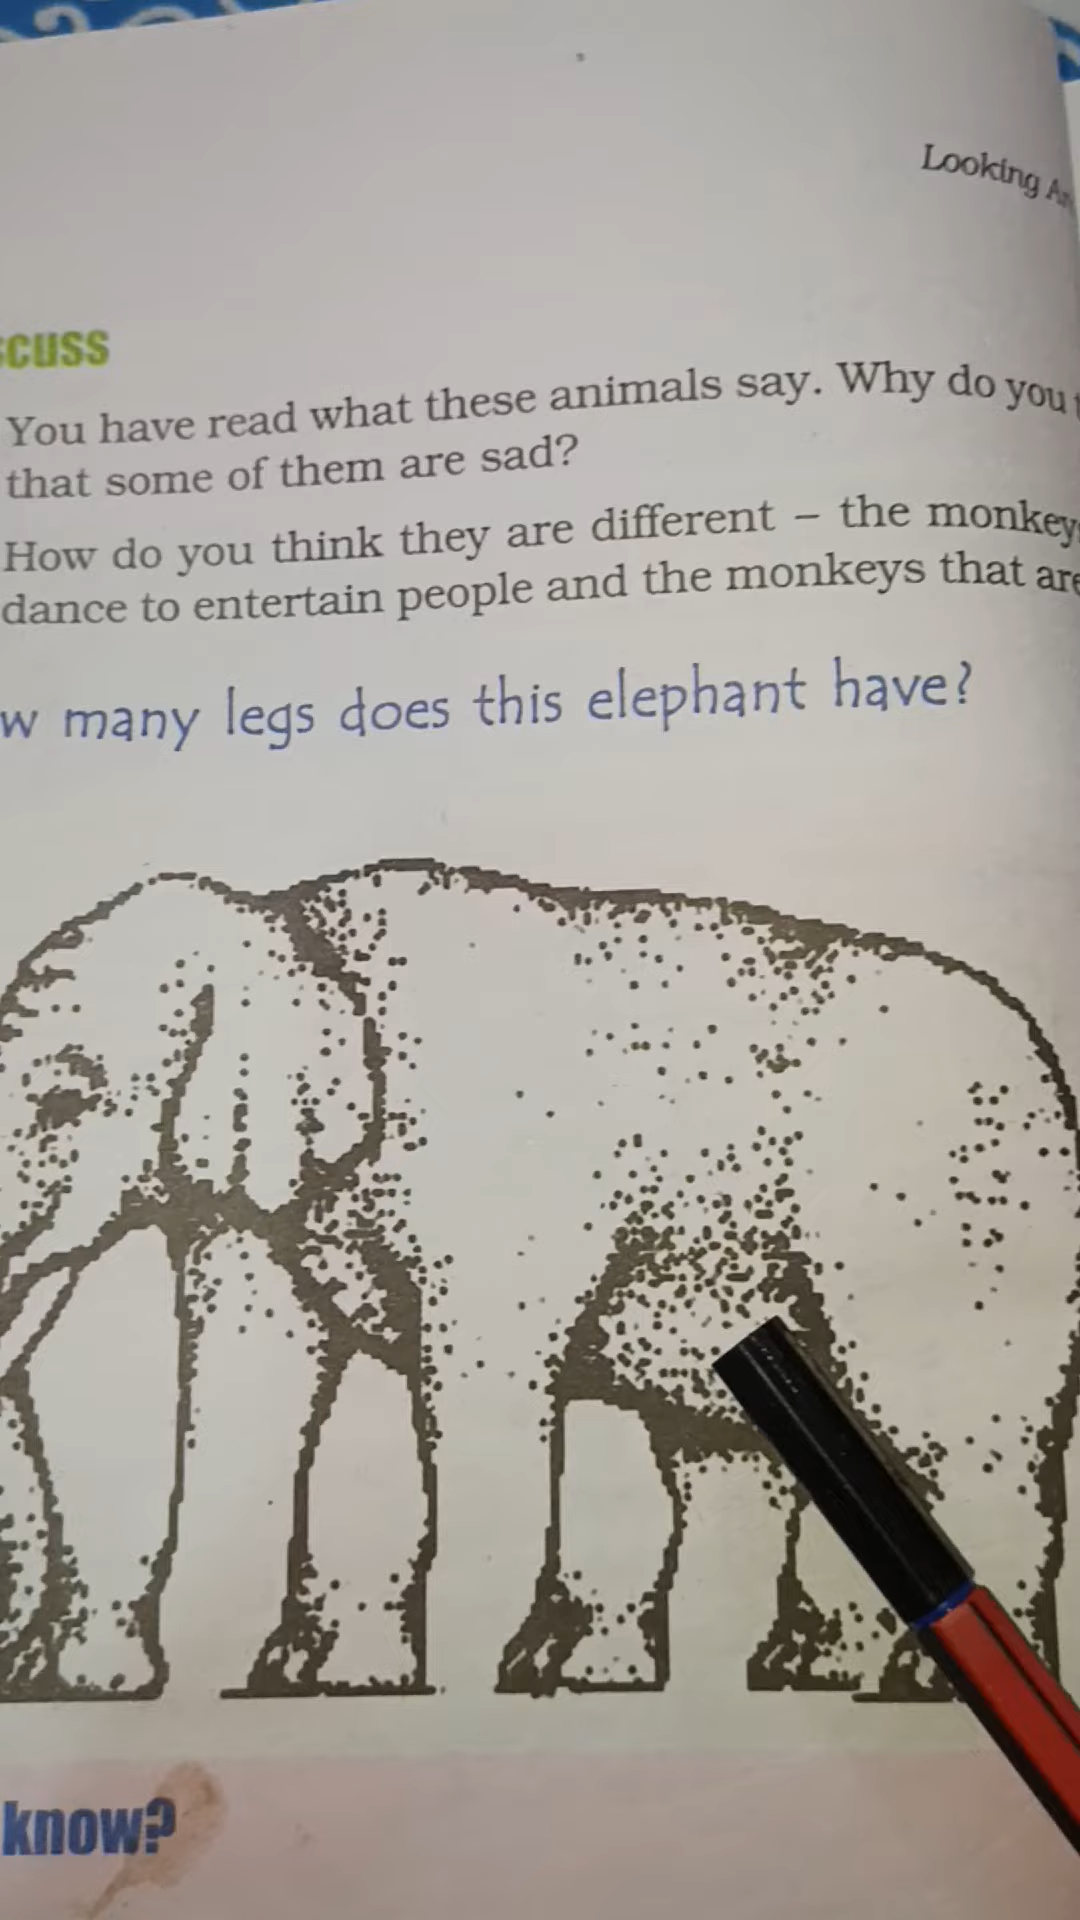 Looking
cuss
You have read what these animals say. Why do you
that some of them are sad?
How do you think they are different – the monkeys
dance to entertain people and the monkeys that are
w many legs does this elephant have?
know?